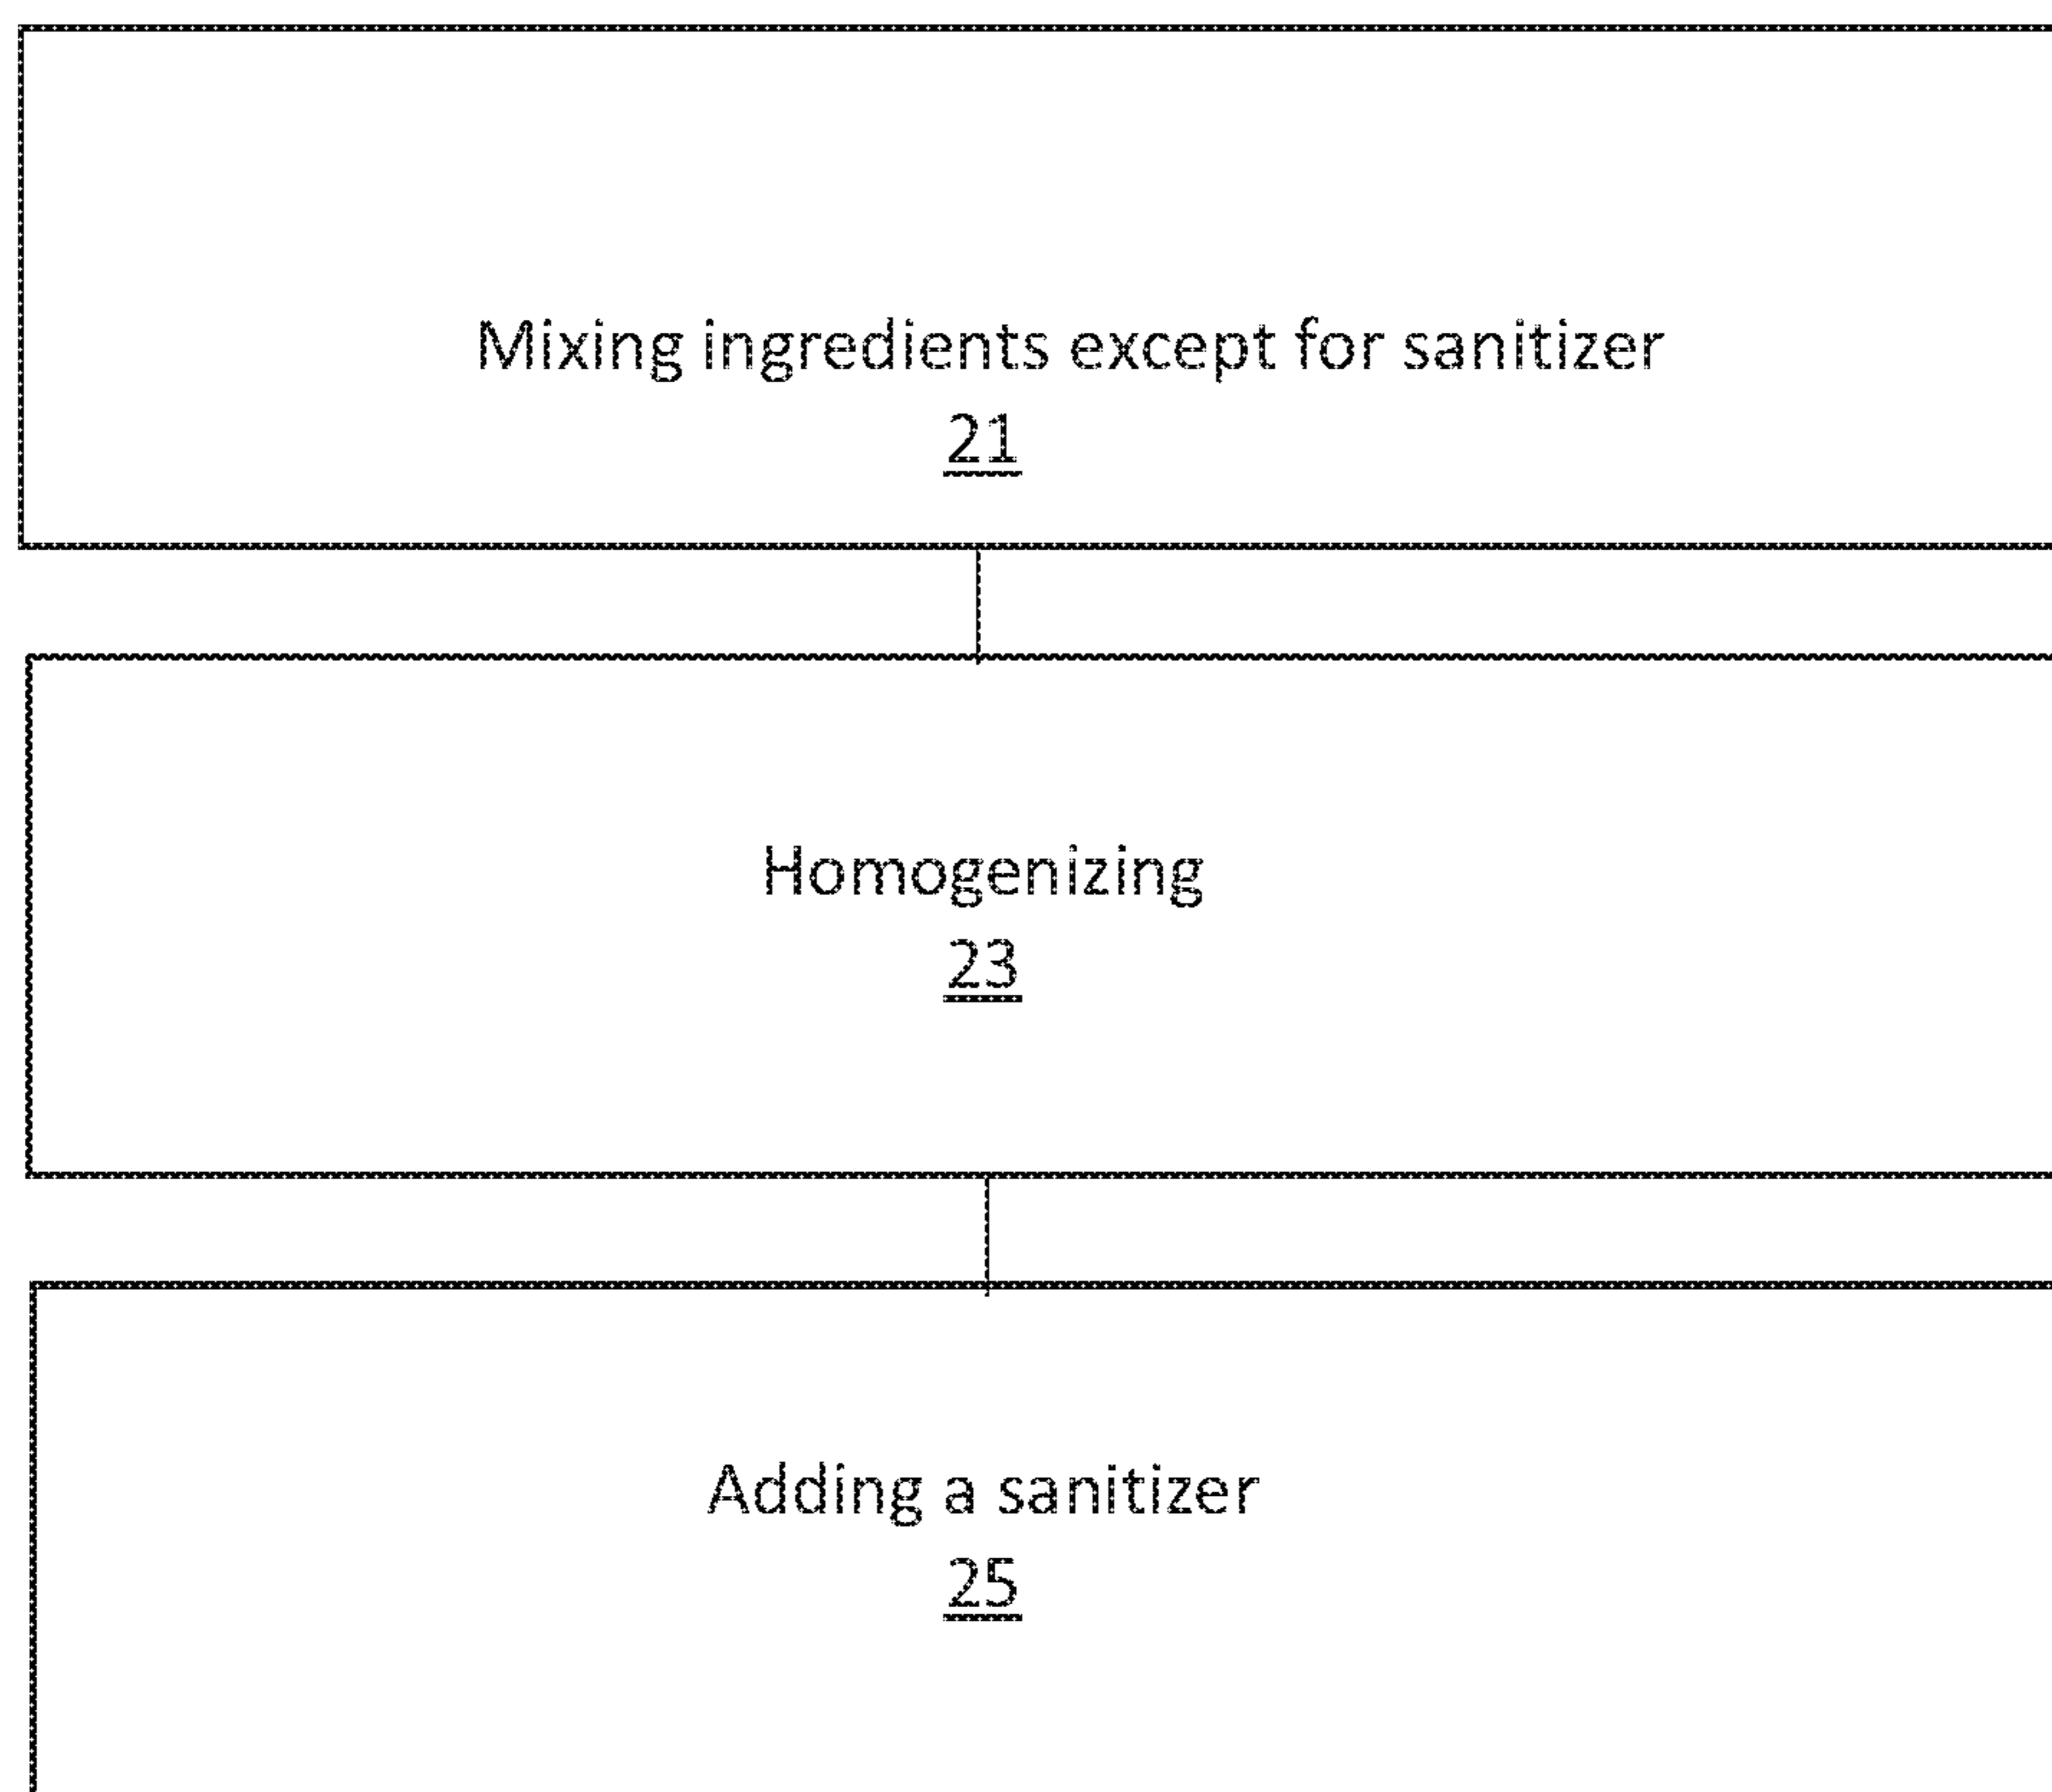 Mixing ingredients except for sanitizer
21
Homogenizing
23
Adding a sanitizer
25